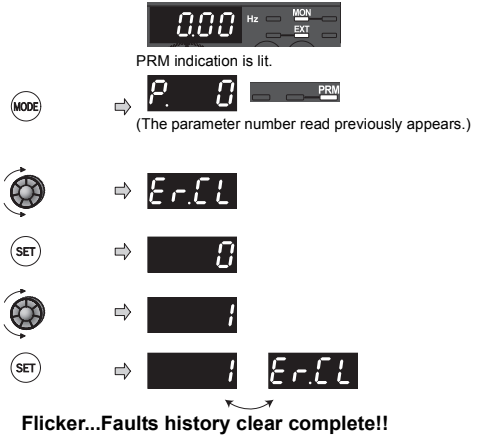 0.00 Hz MON
EXT
PRM indication is lit.
MODE P. 0 PRM
(The parameter number read previously appears.)
Er.CL
SET 0
1
SET 1 Er.CL
Flicker...Faults history clear complete!!